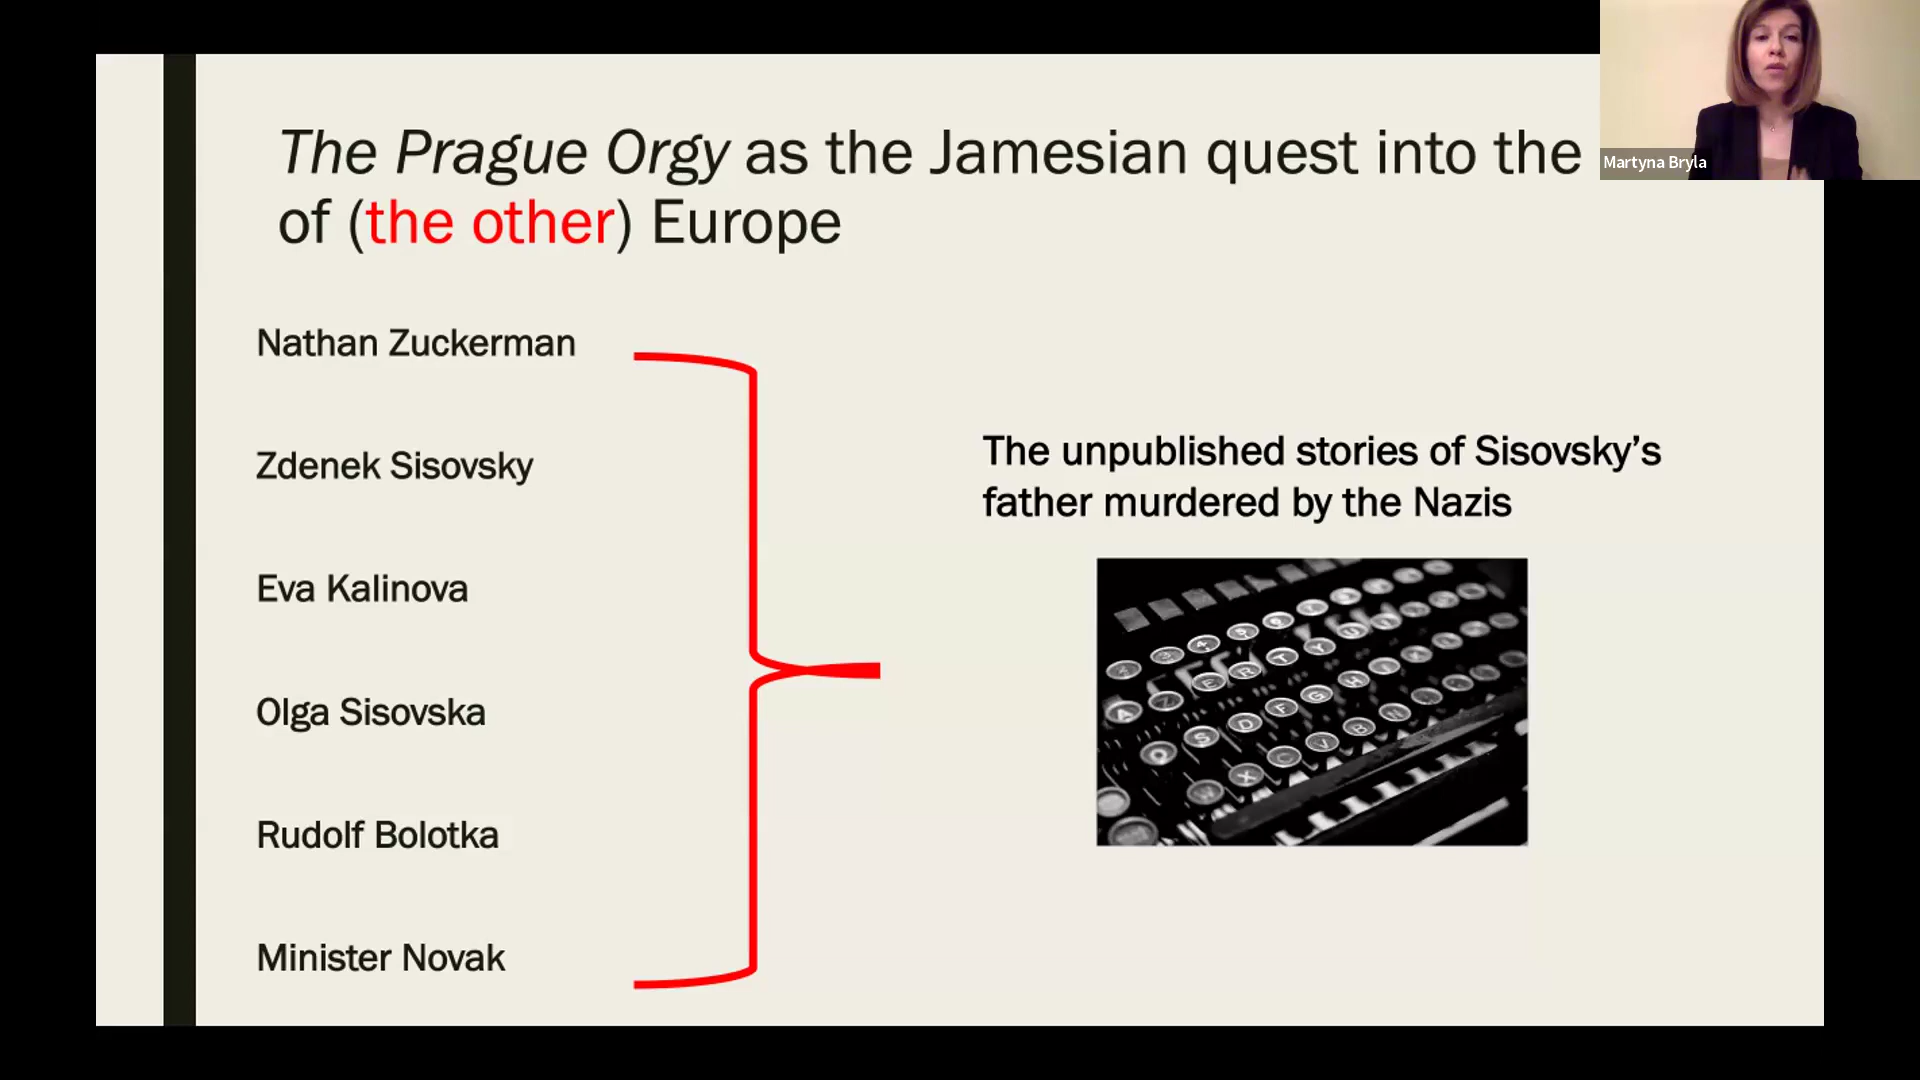 The Prague Orgy as the Jamesian quest into the
of (the other) Europe
Martyna Bryla
Nathan Zuckerman
Zdenek Sisovsky
Eva Kalinova
Olga Sisovska
Rudolf Bolotka
Minister Novak
The unpublished stories of Sisovsky’s
father murdered by the Nazis